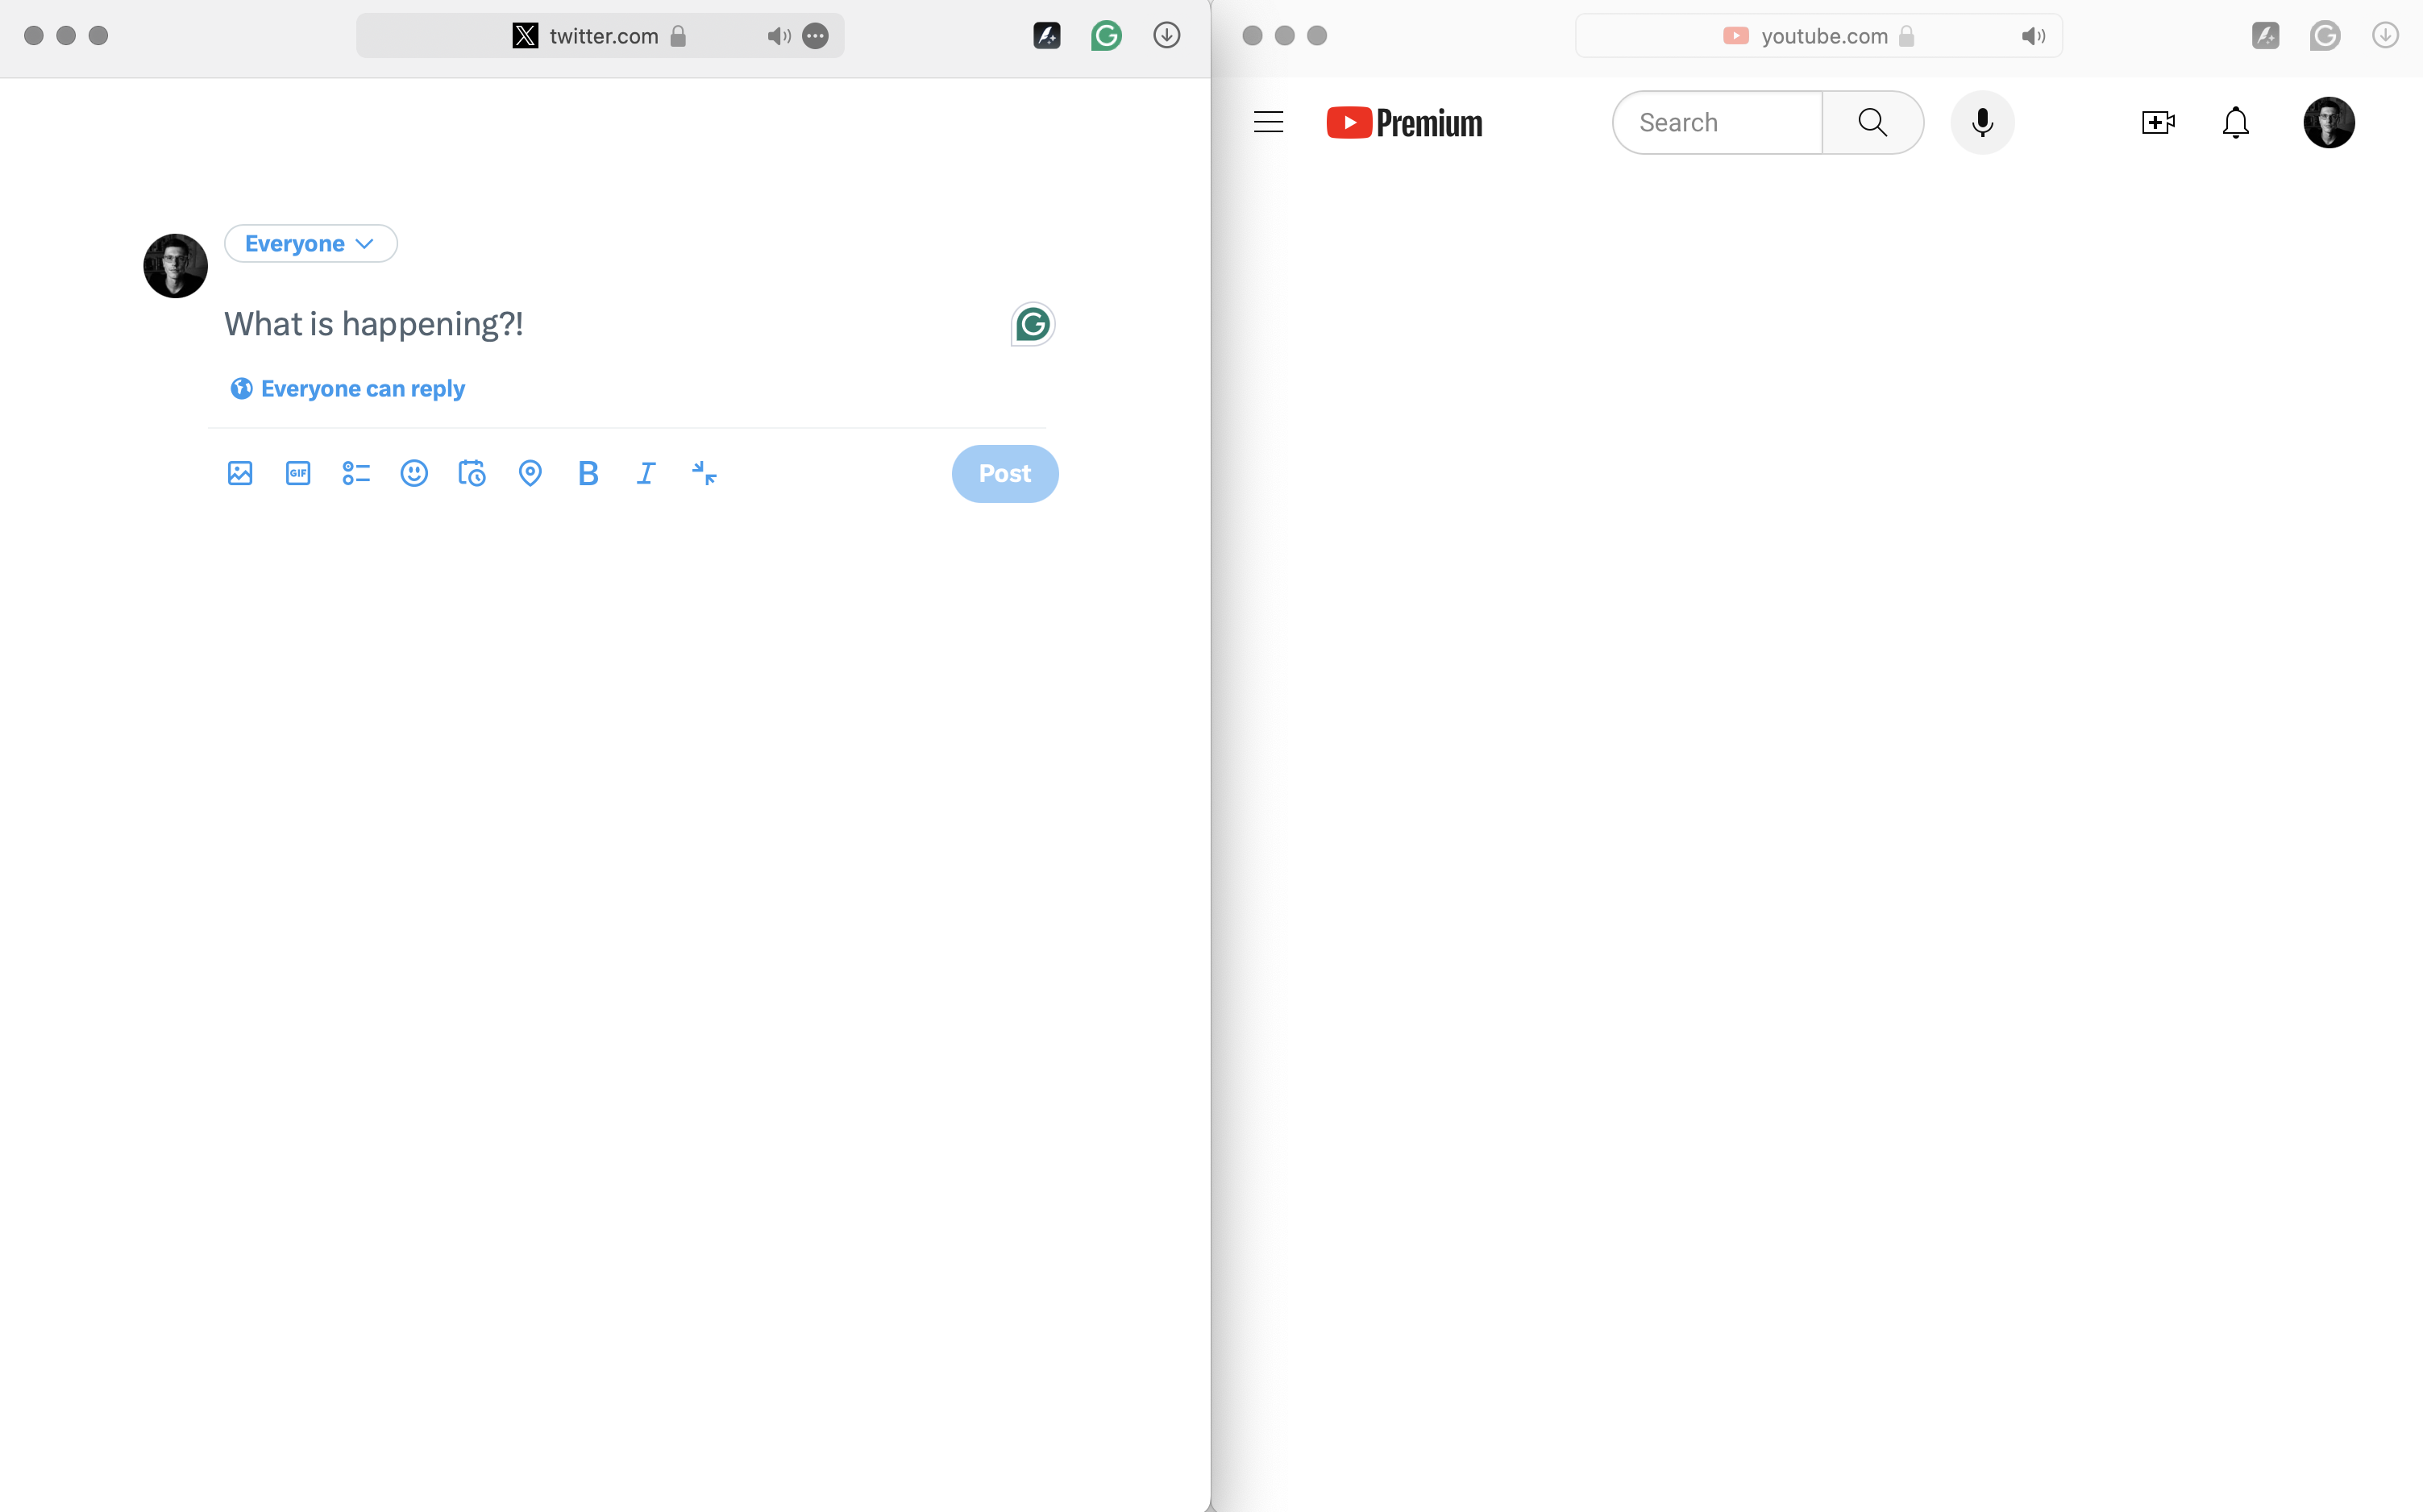 twitter.com
Everyone
What is happening?!
Everyone can reply
GIF
B
I
Post
youtube.com
Premium
Search